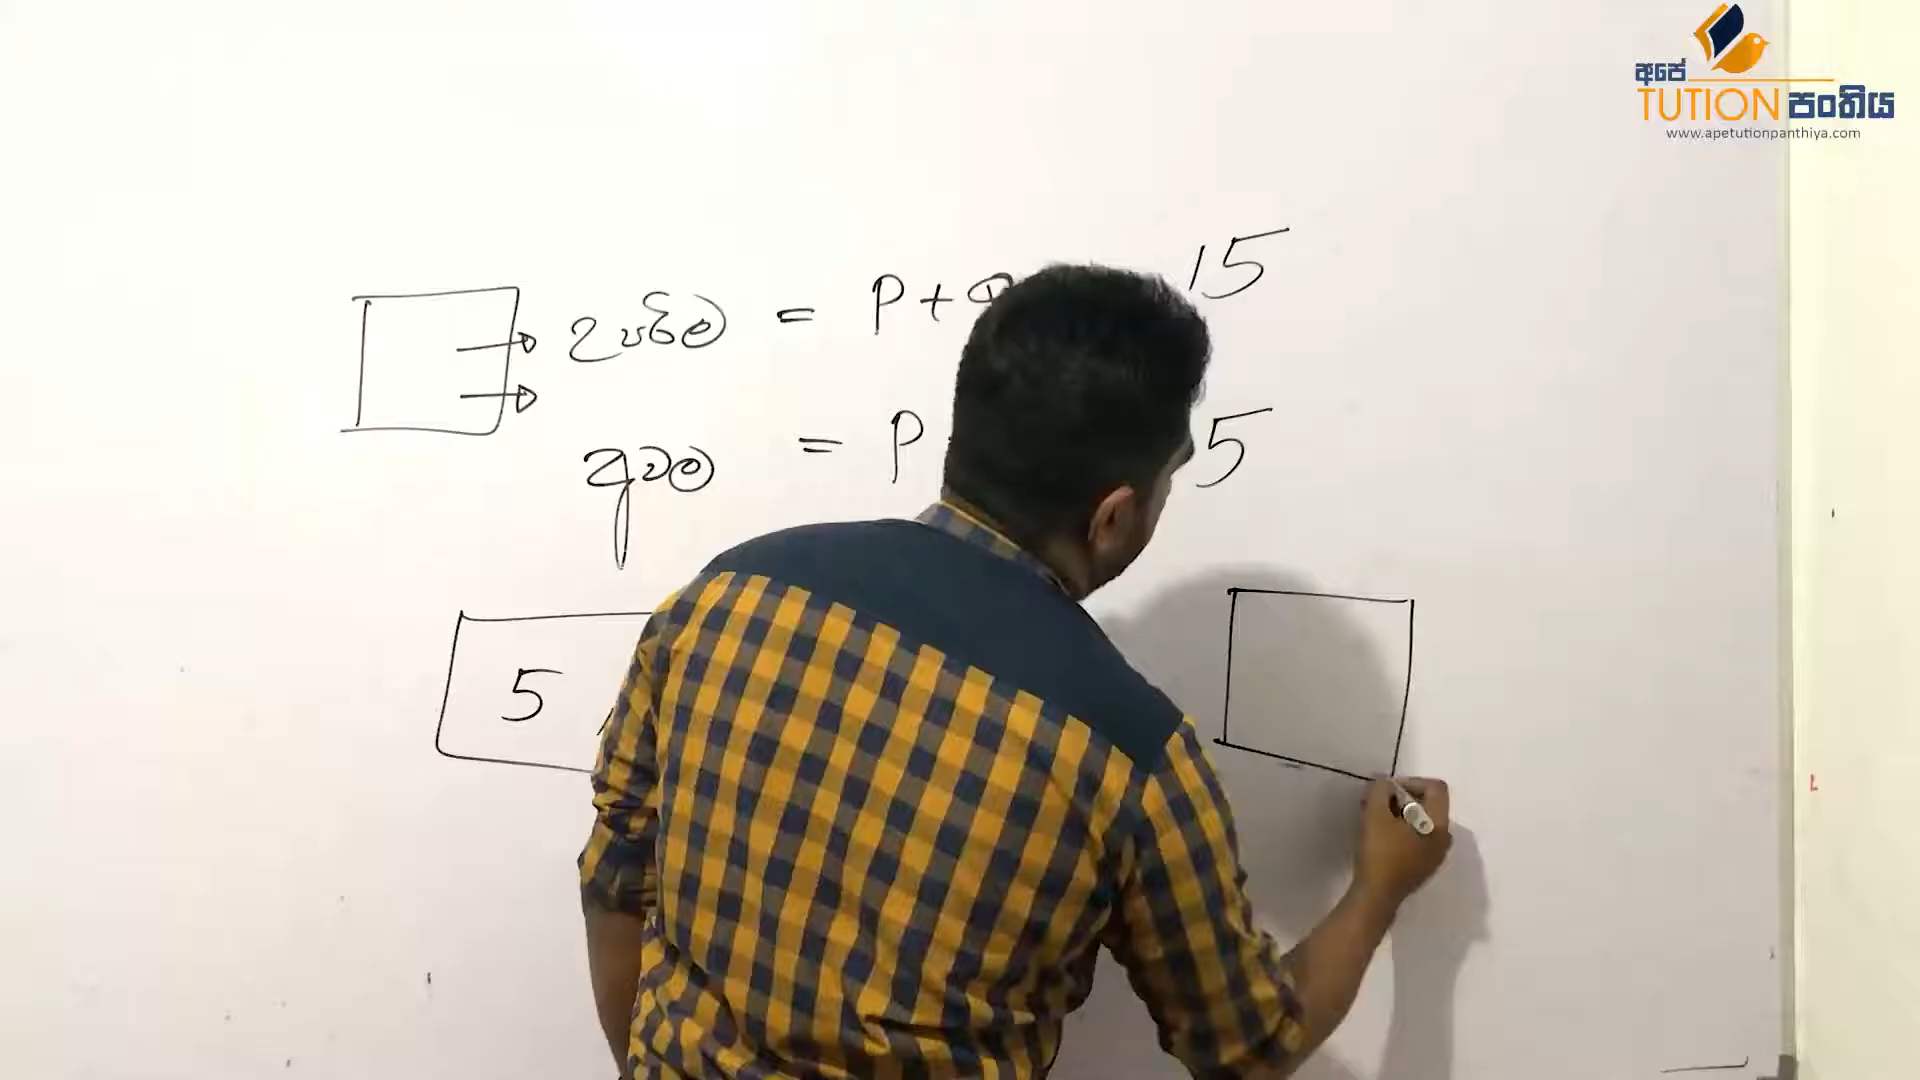 අපේ
TUTION පංතිය
www.apetutionpanthiya.com
උපරිම = P + Q 15
අවම = P 5
5